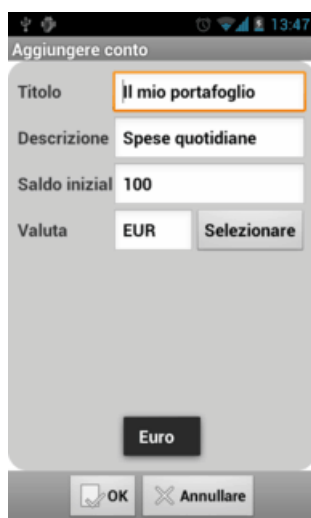 13:47
Aggiungere conto
Titolo Il mio portafoglio
Descrizione Spese quotidiane
Saldo inizial 100
Valuta EUR Selezionare
Euro
OK Annullare